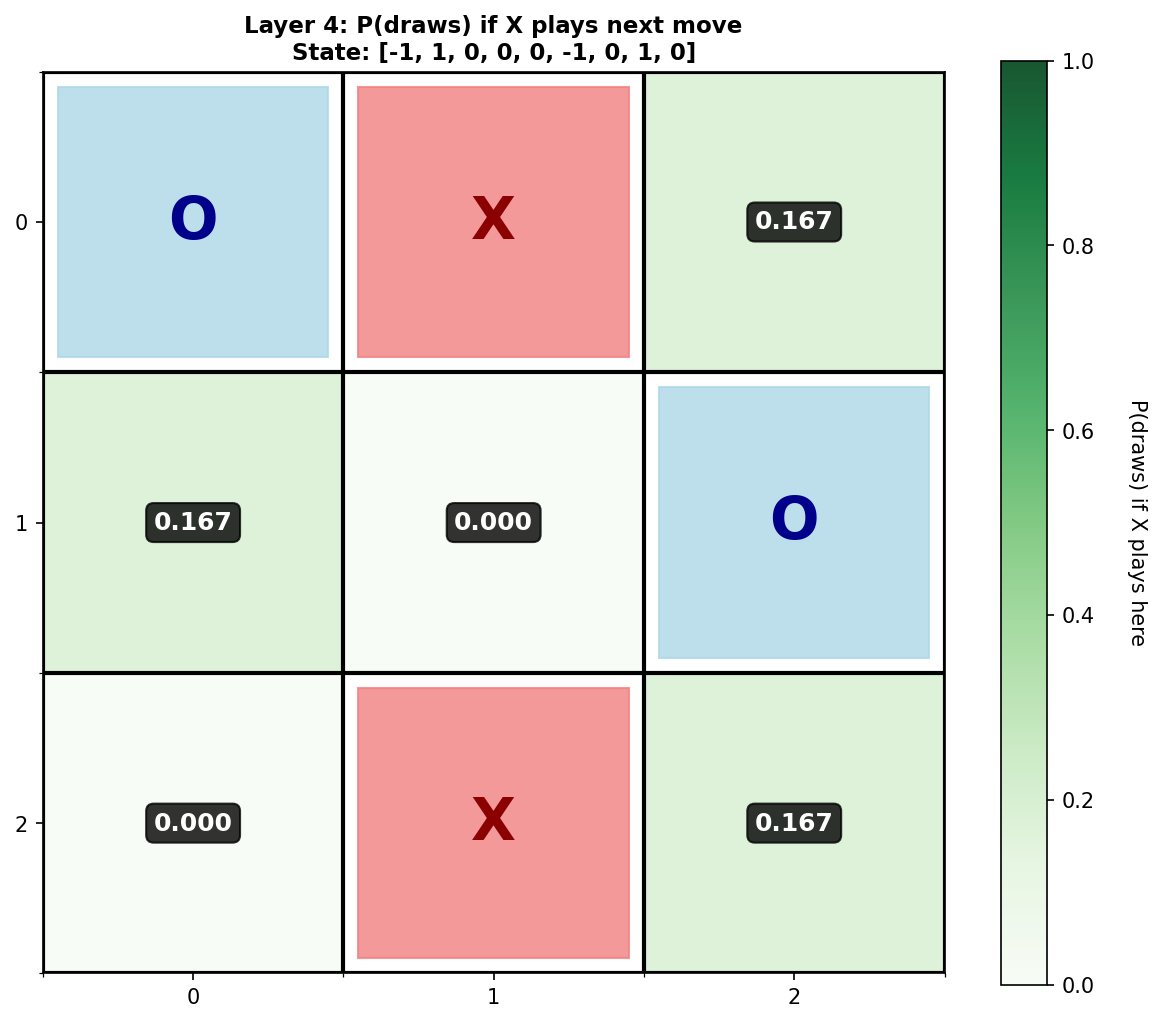 Layer 4: P(draws) if X plays next move
State: [-1, 1, 0, 0, 0, -1, 0, 1, 0]
0
O
X
0.167
1
0.167
0.000
O
2
0.000
X
0.167
0
1
2
1.0
0.8
0.6
0.4
0.2
0.0
P(draws) if X plays here